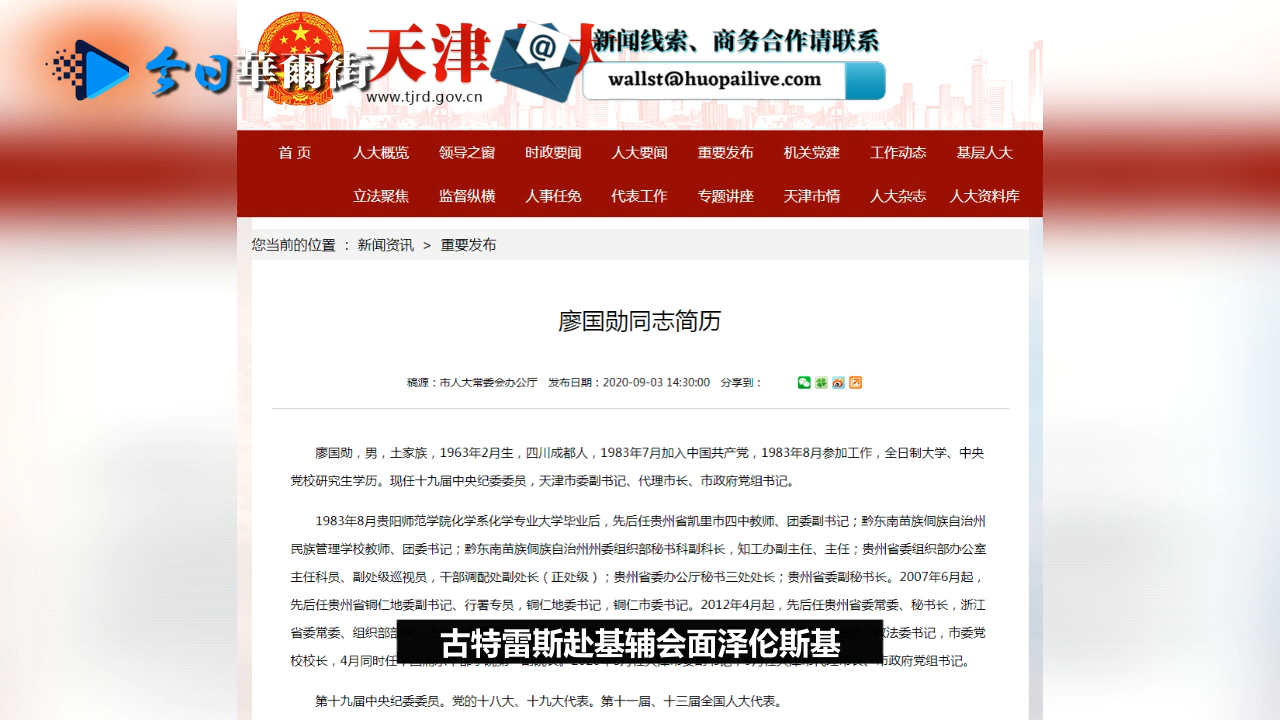 今日華爾街
天津 大
www.tjrd.gov.cn
新闻线索、商务合作请联系
wallst@huopailive.com
首 页 人大概览 领导之窗 时政要闻 人大要闻 重要发布 机关党建 工作动态 基层人大
立法聚焦 监督纵横 人事任免 代表工作 专题讲座 天津市情 人大杂志 人大资料库
您当前的位置 ： 新闻资讯 > 重要发布
廖国勋同志简历
稿源：市人大常委会办公厅 发布日期：2020-09-03 14:30:00 分享到：
廖国勋，男，土家族，1963年2月生，四川成都人，1983年7月加入中国共产党，1983年8月参加工作，全日制大学、中央
党校研究生学历。现任十九届中央纪委委员，天津市委副书记、代理市长、市政府党组书记。
1983年8月贵阳师范学院化学系化学专业大学毕业后，先后任贵州省凯里市四中教师、团委副书记；黔东南苗族侗族自治州
民族管理学校教师、团委书记；黔东南苗族侗族自治州州委组织部秘书科副科长，知工办副主任、主任；贵州省委组织部办公室
主任科员、副处级巡视员，干部调配处副处长（正处级）；贵州省委办公厅秘书三处处长；贵州省委副秘书长。2007年6月起，
先后任贵州省铜仁地委副书记、行署专员，铜仁地委书记，铜仁市委书记。2012年4月起，先后任贵州省委常委、秘书长，浙江
省委常委、组织部部 政法委书记，市委党
校校长，4月同时任 市政府党组书记。
古特雷斯赴基辅会面泽伦斯基
第十九届中央纪委委员。党的十八大、十九大代表。第十一届、十三届全国人大代表。